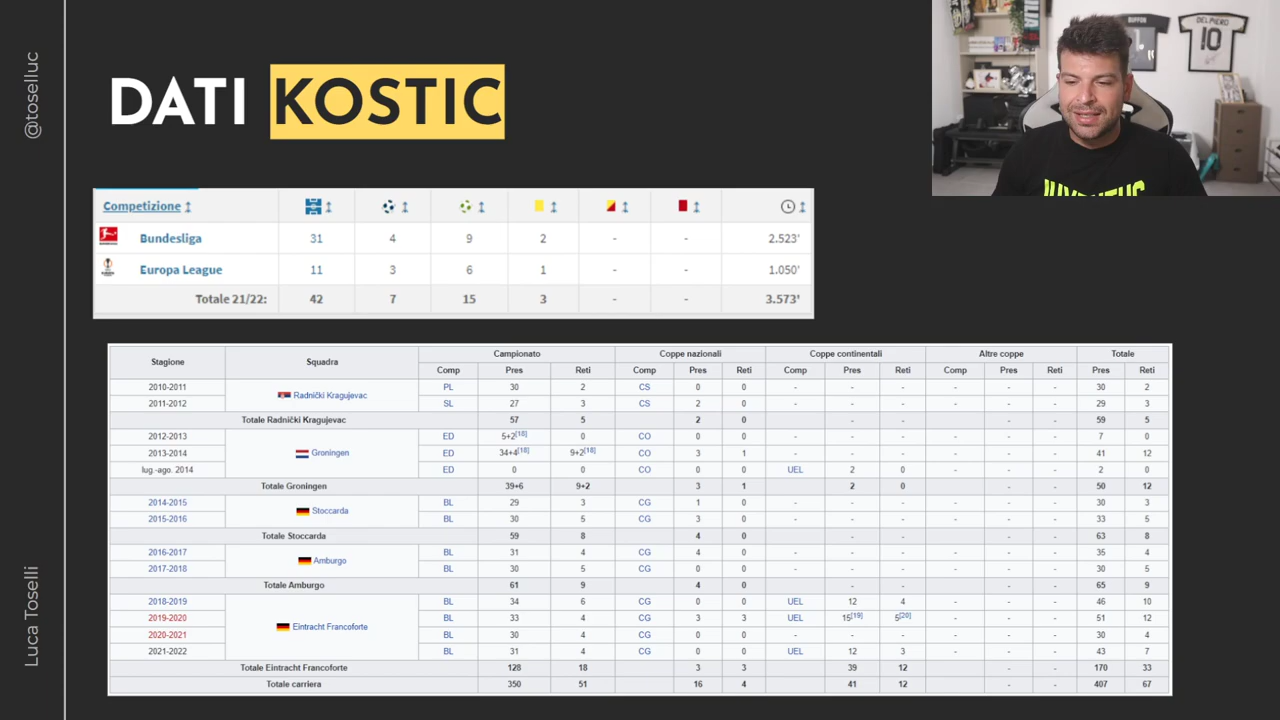 @toselluc
Luca Toselli
DATI KOSTIC
BUFFON
DEL PIERO
10
JUVENTUS
Competizione
Bundesliga 31 4 9 2 - - 2.523'
Europa League 11 3 6 1 - - 1.050'
Totale 21/22: 42 7 15 3 - - 3.573'
Stagione Squadra Campionato Coppe nazionali Coppe continentali Altre coppe Totale
Comp Pres Reti Comp Pres Reti Comp Pres Reti Comp Pres Reti Pres Reti
2010-2011 Radnički Kragujevac PL 30 2 CS 0 0 - - - - - - 30 2
2011-2012 SL 27 3 CS 2 0 - - - - - - 29 3
Totale Radnički Kragujevac 57 5 2 0 - - - - 59 5
2012-2013 Groningen ED 5+2[18] 0 CO 0 0 - - - - - - 7 0
2013-2014 ED 34+4[18] 9+2[18] CO 3 1 - - - - - - 41 12
lug.-ago. 2014 ED 0 0 CO 0 0 UEL 2 0 - - - 2 0
Totale Groningen 39+6 9+2 3 1 2 0 - - 50 12
2014-2015 Stoccarda BL 29 3 CG 1 0 - - - - - - 30 3
2015-2016 BL 30 5 CG 3 0 - - - - - - 33 5
Totale Stoccarda 59 8 4 0 - - - - 63 8
2016-2017 Amburgo BL 31 4 CG 4 0 - - - - - - 35 4
2017-2018 BL 30 5 CG 0 0 - - - - - - 30 5
Totale Amburgo 61 9 4 0 - - - - 65 9
2018-2019 Eintracht Francoforte BL 34 6 CG 0 0 UEL 12 4 - - - 46 10
2019-2020 BL 33 4 CG 3 3 UEL 15[19] 5[20] - - - 51 12
2020-2021 BL 30 4 CG 0 0 - - - - - - 30 4
2021-2022 BL 31 4 CG 0 0 UEL 12 3 - - - 43 7
Totale Eintracht Francoforte 128 18 3 3 39 12 - - 170 33
Totale carriera 350 51 16 4 41 12 - - 407 67